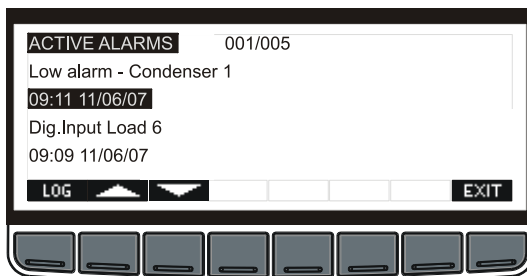 ACTIVE ALARMS 001/005
Low alarm - Condenser 1
09:11 11/06/07
Dig.Input Load 6
09:09 11/06/07
LOG EXIT